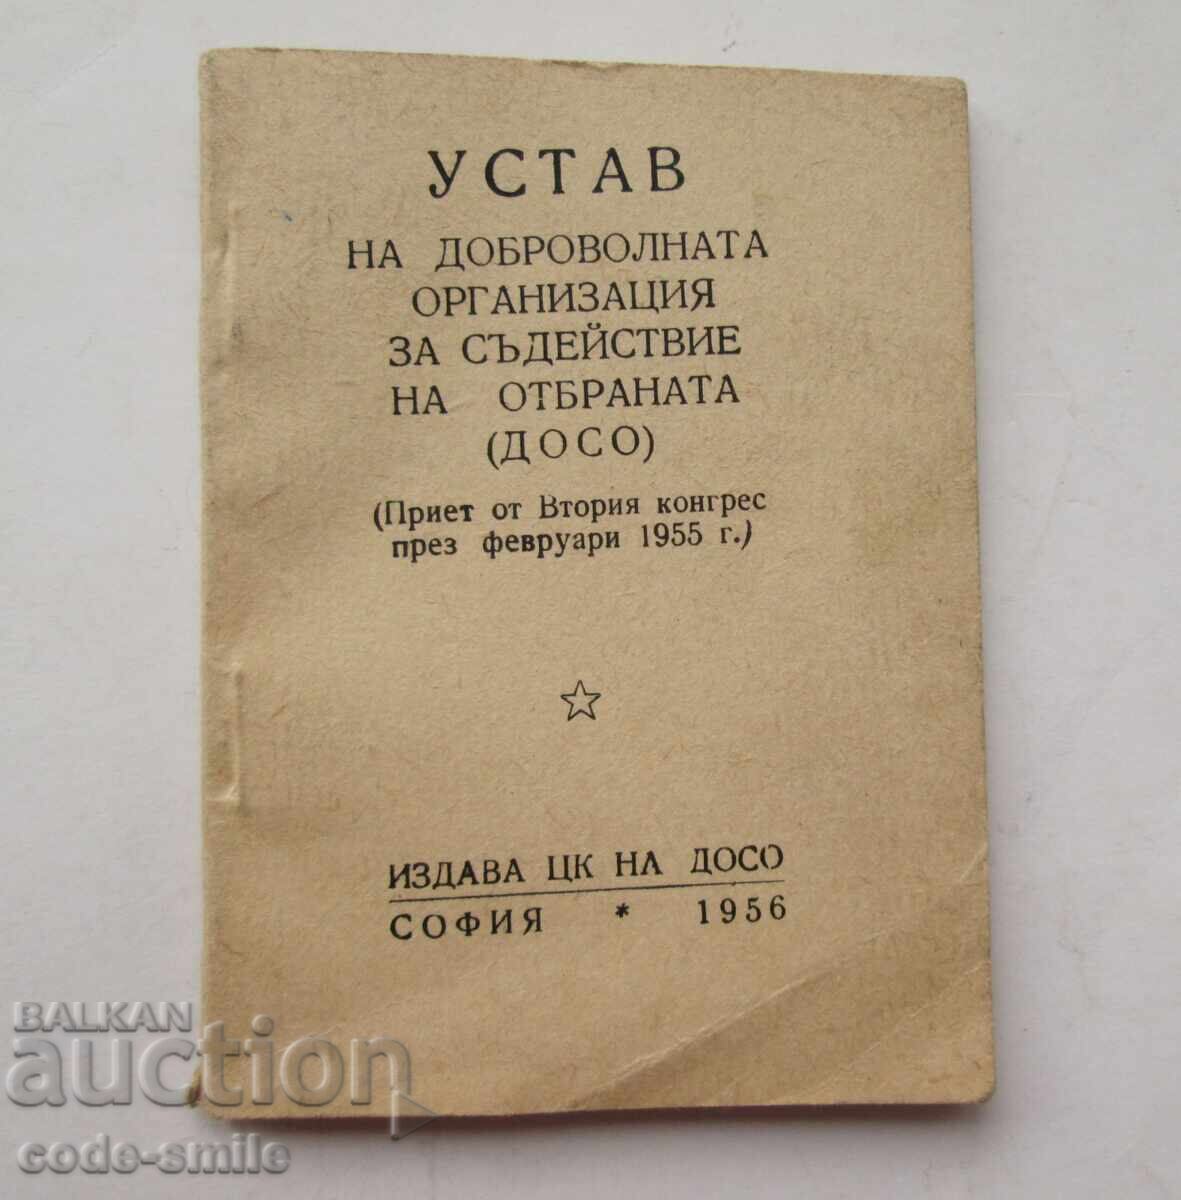 УСТАВ
НА ДОБРОВОЛНАТА
ОРГАНИЗАЦИЯ
ЗА СЪДЕЙСТВИЕ
НА ОТБРАНАТА
(ДОСО)
(Приет от Втория конгрес
през февруари 1955 г.)
ИЗДАВА ЦК НА ДОСО
СОФИЯ * 1956
BALKAN
auction
code-smile